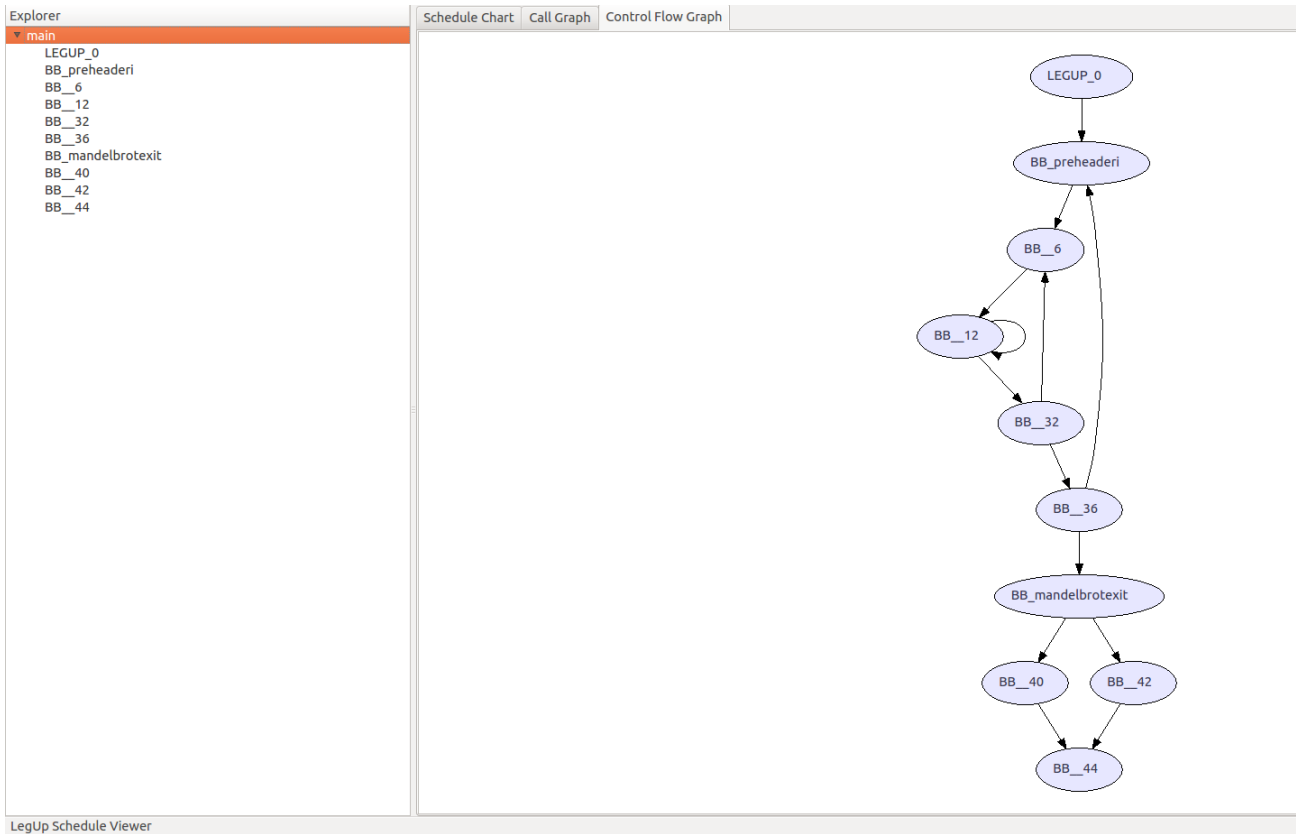 Explorer
main
LEGUP_0
BB_preheaderi
BB__6
BB__12
BB__32
BB__36
BB_mandelbrotexit
BB__40
BB__42
BB__44
Schedule Chart Call Graph Control Flow Graph
LEGUP_0
BB_preheaderi
BB__6
BB__12
BB__32
BB__36
BB_mandelbrotexit
BB__40 BB__42
BB__44
LegUp Schedule Viewer